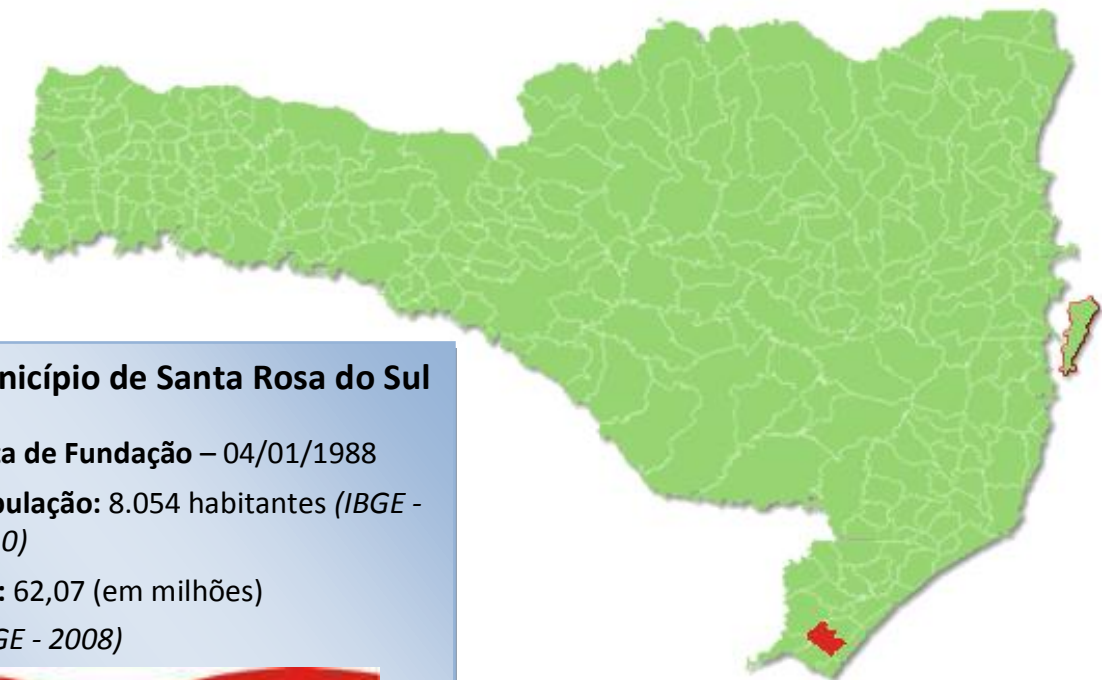 nicípio de Santa Rosa do Sul
a de Fundação – 04/01/1988
pulação: 8.054 habitantes (IBGE -
0)
: 62,07 (em milhões)
GE - 2008)